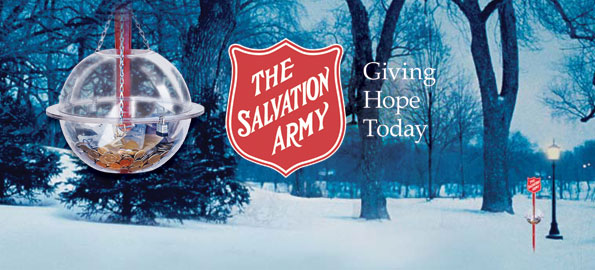 THE
SALVATION
ARMY
Giving
Hope
Today